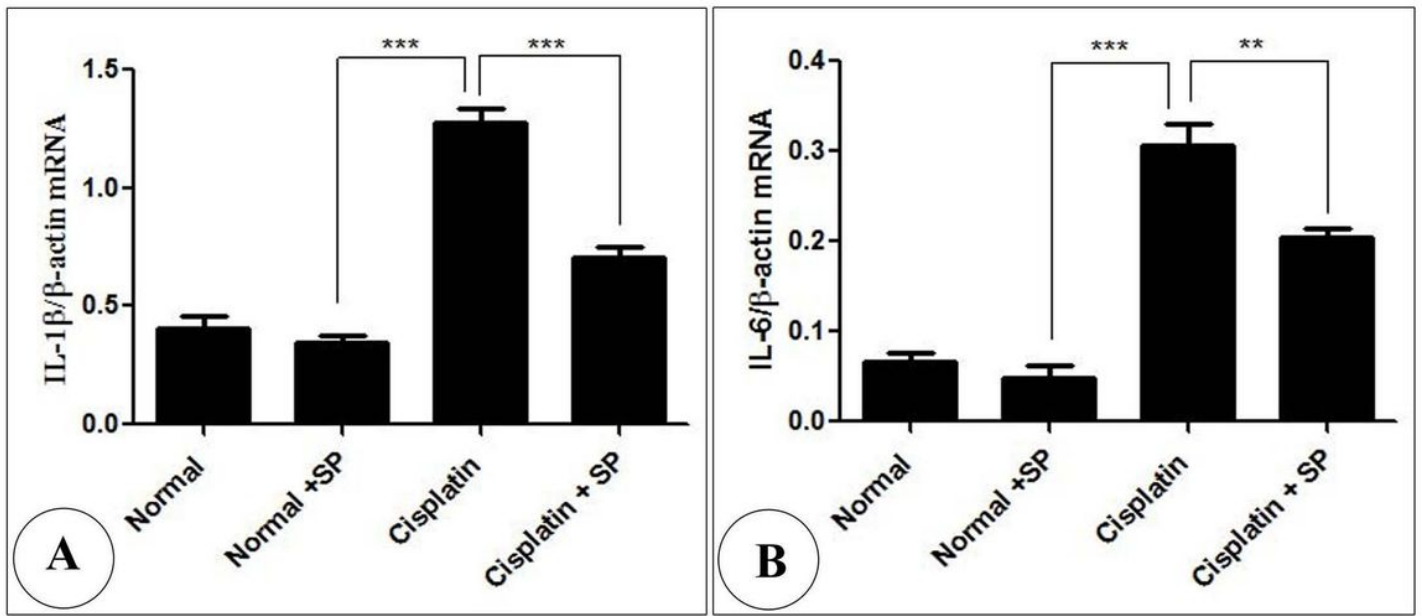 *** ***
1.5
1.0
0.5
0.0
IL-1β/β-actin mRNA
Normal
Normal +SP
Cisplatin
Cisplatin + SP
A
*** **
0.4
0.3
0.2
0.1
0.0
IL-6/β-actin mRNA
Normal
Normal +SP
Cisplatin
Cisplatin + SP
B